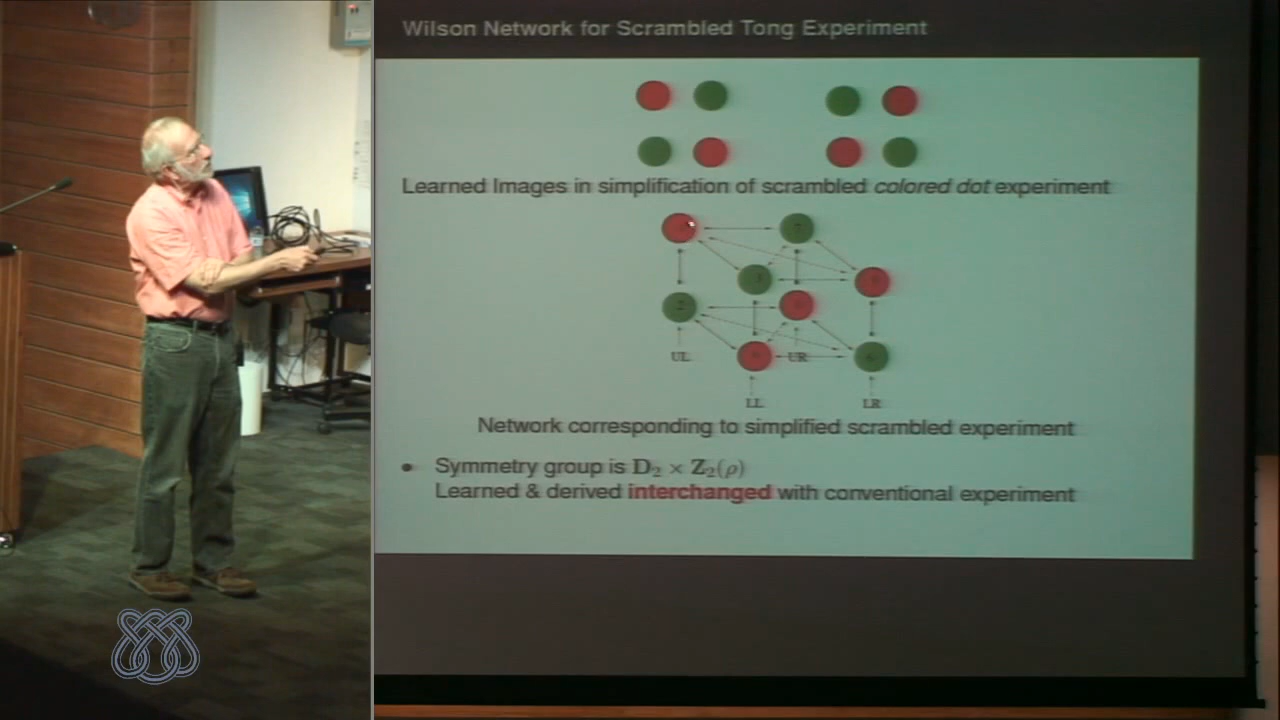 Wilson Network for Scrambled Tong Experiment
Learned Images in simplification of scrambled colored dot experiment
UL
UR
LL
LR
Network corresponding to simplified scrambled experiment
• Symmetry group is D₂ × Z₂(ρ)
Learned & derived interchanged with conventional experiment